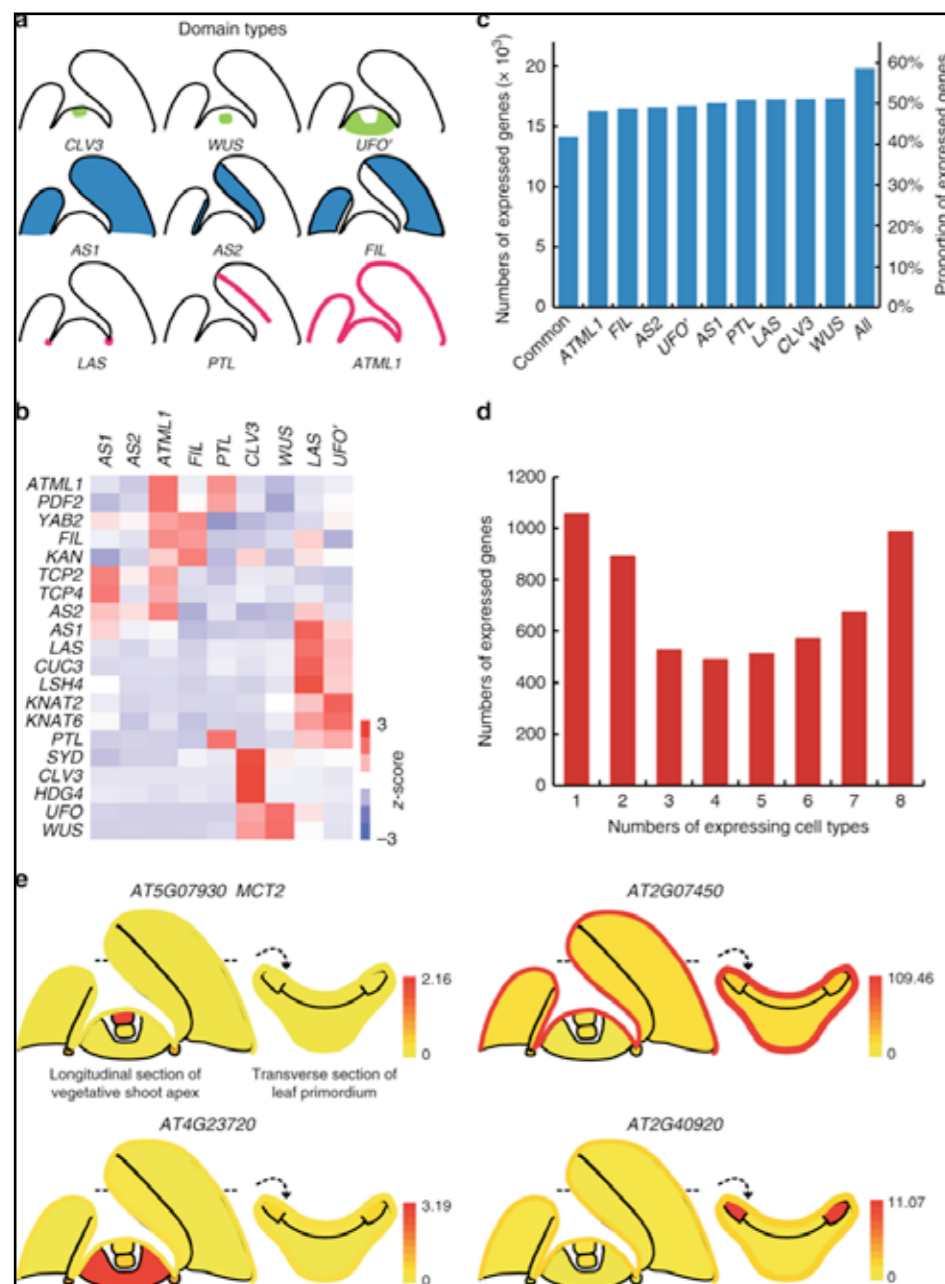 a
Domain types
CLV3
WUS
UFO'
AS1
AS2
FIL
LAS
PTL
ATML1
c
Numbers of expressed genes (× 10³)
20
15
10
5
0
60%
50%
40%
30%
20%
10%
0%
Proportion of expressed genes
Common
ATML1
FIL
AS2
UFO'
AS1
PTL
LAS
CLV3
WUS
All
b
AS1
AS2
ATML1
FIL
PTL
CLV3
WUS
LAS
UFO'
ATML1
PDF2
YAB2
FIL
KAN
TCP2
TCP4
AS2
AS1
LAS
CUC3
LSH4
KNAT2
KNAT6
PTL
SYD
CLV3
HDG4
UFO
WUS
3
z-score
−3
d
Numbers of expressed genes
1200
1000
800
600
400
200
0
1 2 3 4 5 6 7 8
Numbers of expressing cell types
e
AT5G07930 MCT2
2.16
0
Longitudinal section of
vegetative shoot apex
Transverse section of
leaf primordium
AT2G07450
109.46
0
AT4G23720
3.19
0
AT2G40920
11.07
0